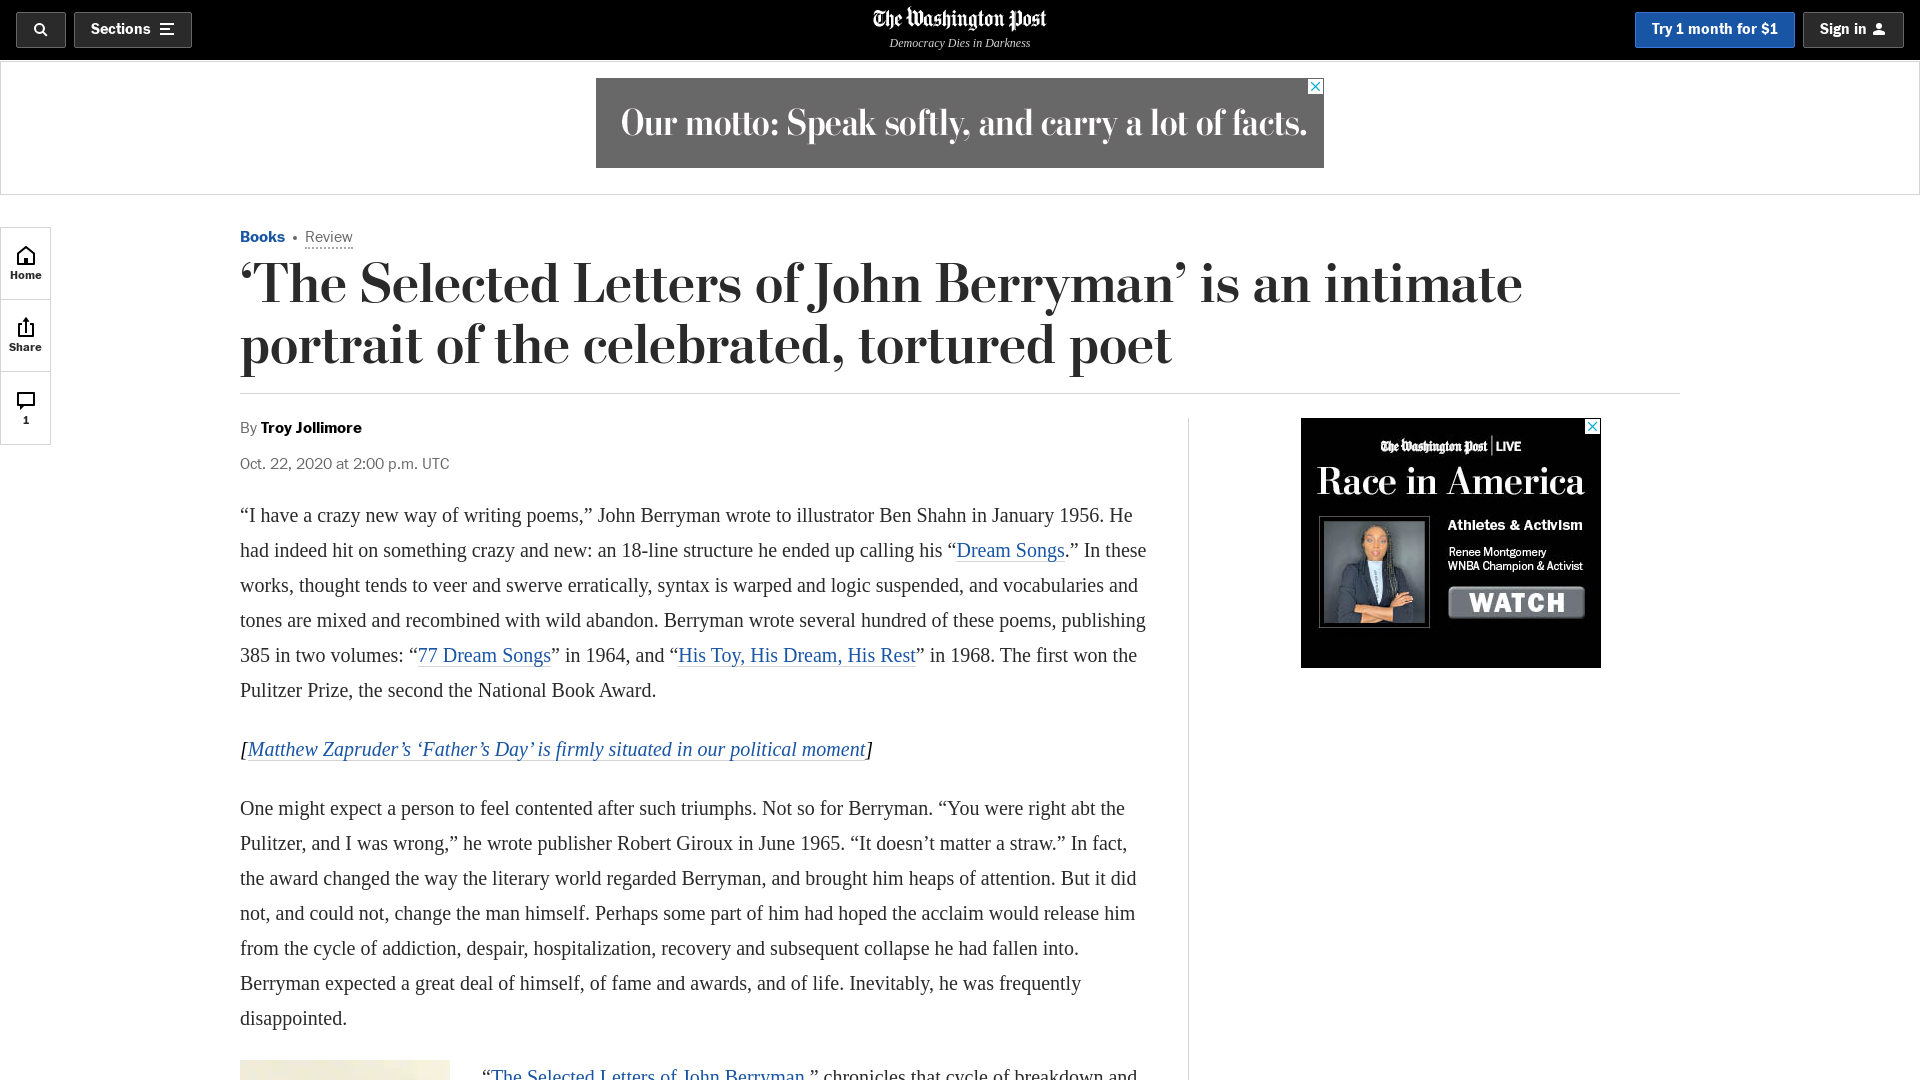 Sections
The Washington Post
Democracy Dies in Darkness
Try 1 month for $1
Sign in
Our motto: Speak softly, and carry a lot of facts.
Home
Share
1
Books • Review
‘The Selected Letters of John Berryman’ is an intimate
portrait of the celebrated, tortured poet
By Troy Jollimore
Oct. 22, 2020 at 2:00 p.m. UTC
“I have a crazy new way of writing poems,” John Berryman wrote to illustrator Ben Shahn in January 1956. He
had indeed hit on something crazy and new: an 18-line structure he ended up calling his “Dream Songs.” In these
works, thought tends to veer and swerve erratically, syntax is warped and logic suspended, and vocabularies and
tones are mixed and recombined with wild abandon. Berryman wrote several hundred of these poems, publishing
385 in two volumes: “77 Dream Songs” in 1964, and “His Toy, His Dream, His Rest” in 1968. The first won the
Pulitzer Prize, the second the National Book Award.
[Matthew Zapruder’s ‘Father’s Day’ is firmly situated in our political moment]
One might expect a person to feel contented after such triumphs. Not so for Berryman. “You were right abt the
Pulitzer, and I was wrong,” he wrote publisher Robert Giroux in June 1965. “It doesn’t matter a straw.” In fact,
the award changed the way the literary world regarded Berryman, and brought him heaps of attention. But it did
not, and could not, change the man himself. Perhaps some part of him had hoped the acclaim would release him
from the cycle of addiction, despair, hospitalization, recovery and subsequent collapse he had fallen into.
Berryman expected a great deal of himself, of fame and awards, and of life. Inevitably, he was frequently
disappointed.
“The Selected Letters of John Berryman,” chronicles that cycle of breakdown and
The Washington Post LIVE
Race in America
Athletes & Activism
Renee Montgomery
WNBA Champion & Activist
WATCH